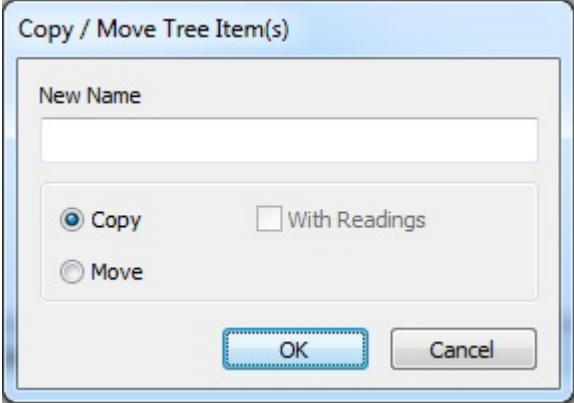 Copy / Move Tree Item(s)
New Name
Copy With Readings
Move
OK Cancel